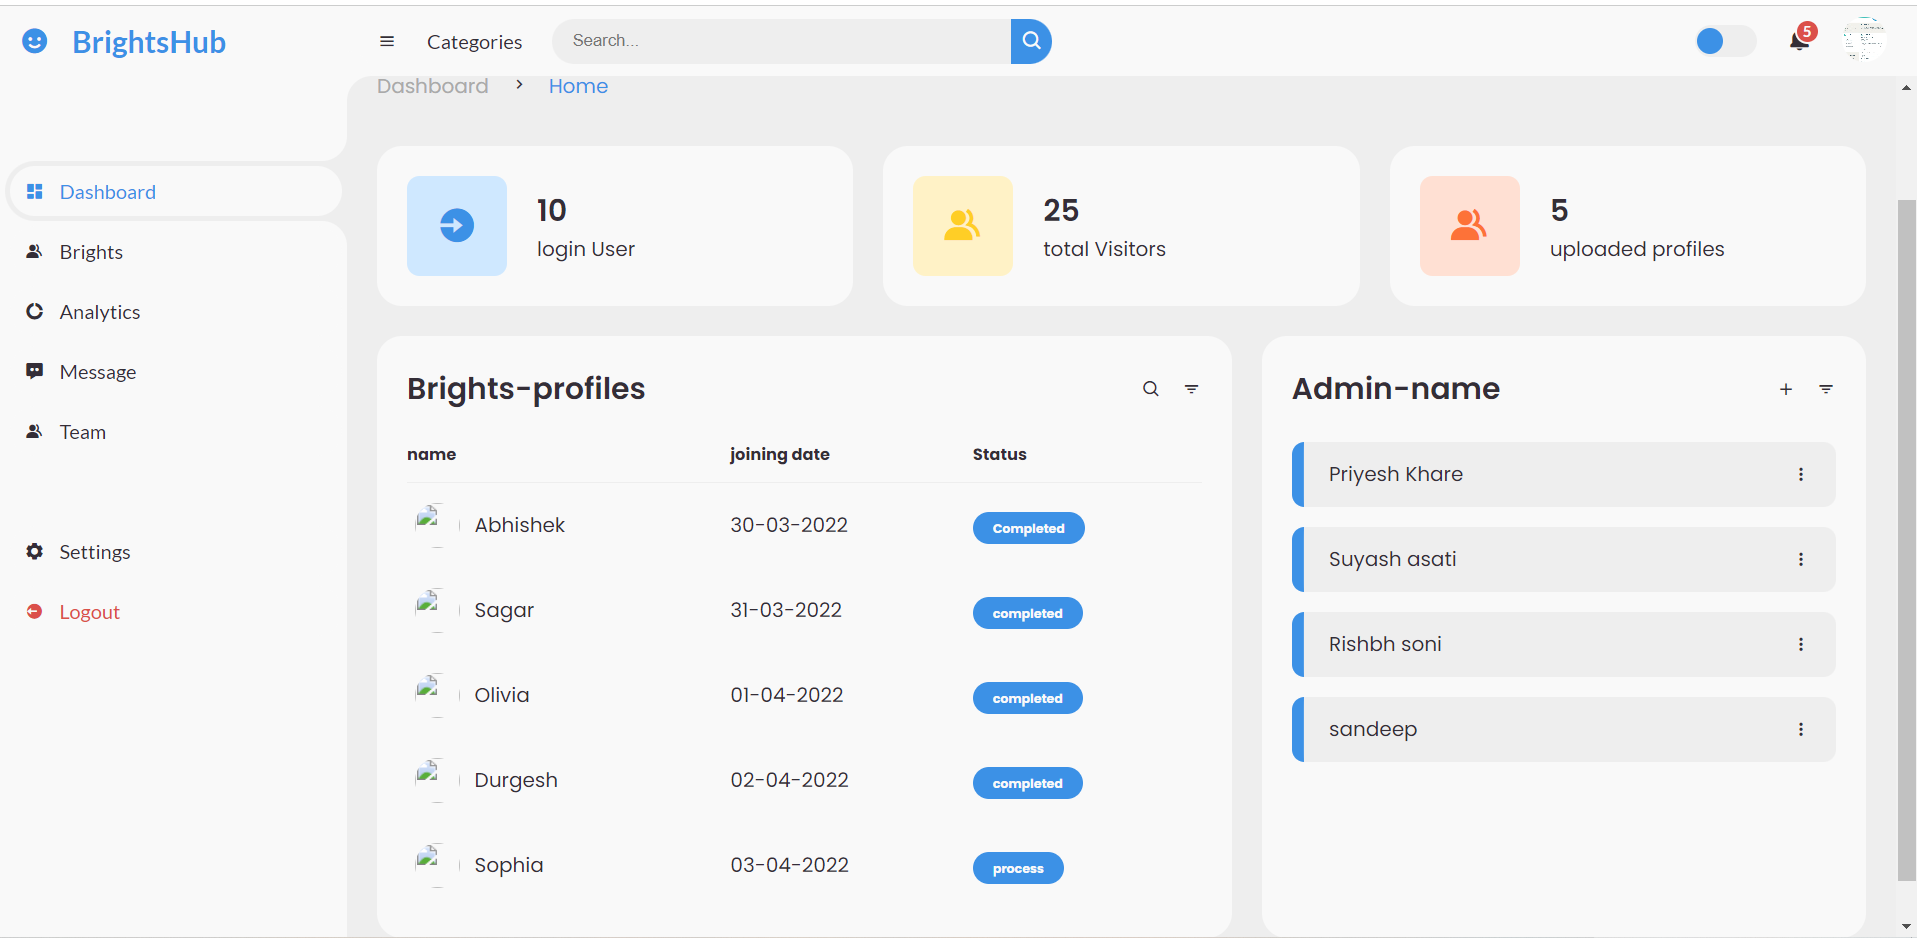 BrightsHub
Categories
Search...
5
Dashboard
Home
Dashboard
Brights
Analytics
Message
Team
Settings
Logout
10
login User
25
total Visitors
5
uploaded profiles
Brights-profiles
name joining date Status
Abhishek 30-03-2022 Completed
Sagar 31-03-2022 completed
Olivia 01-04-2022 completed
Durgesh 02-04-2022 completed
Sophia 03-04-2022 process
Admin-name
Priyesh Khare
Suyash asati
Rishbh soni
sandeep